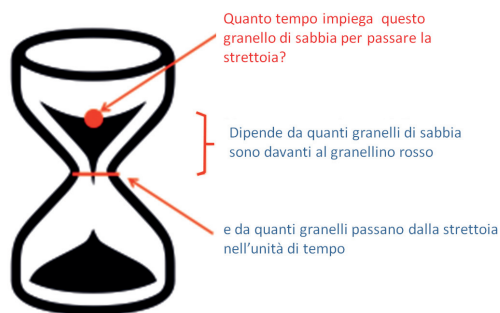 Quanto tempo impiega questo
granello di sabbia per passare la
strettoia?
Dipende da quanti granelli di sabbia
sono davanti al granellino rosso
e da quanti granelli passano dalla strettoia
nell'unità di tempo